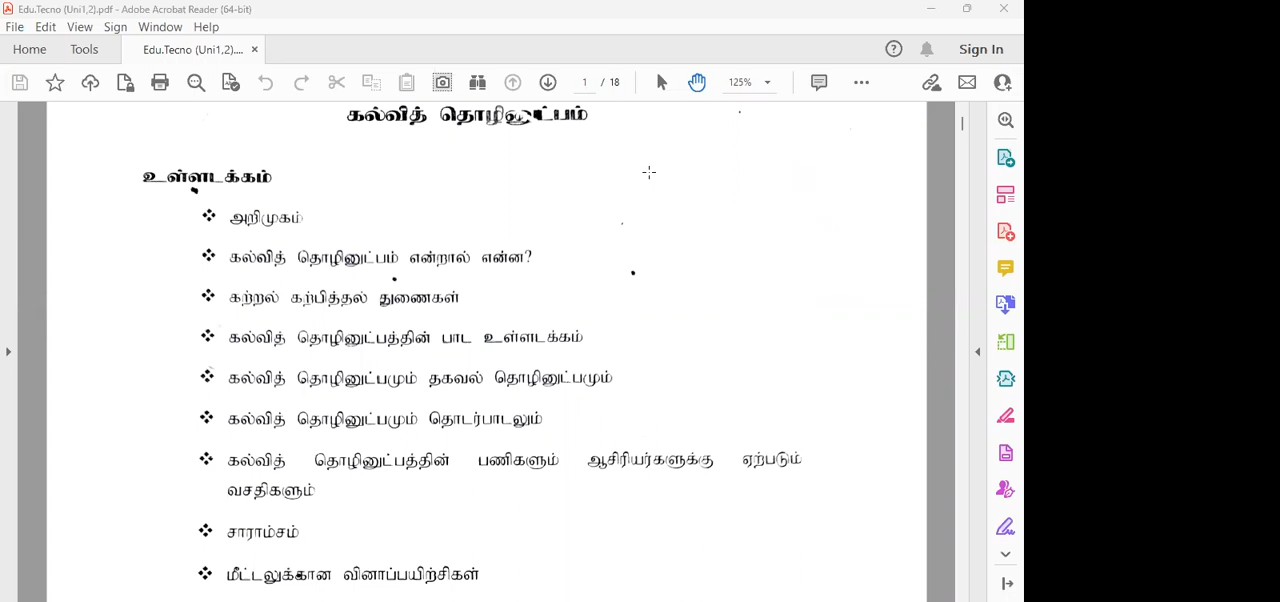 Edu.Tecno (Uni1,2).pdf - Adobe Acrobat Reader (64-bit)
File Edit View Sign Window Help
Home Tools Edu.Tecno (Uni1,2).... × Sign In
1 / 18 125%
கல்வித் தொழினுட்பம்
உள்ளடக்கம்
❖ அறிமுகம்
❖ கல்வித் தொழினுட்பம் என்றால் என்ன?
❖ கற்றல் கற்பித்தல் துணைகள்
❖ கல்வித் தொழினுட்பத்தின் பாட உள்ளடக்கம்
❖ கல்வித் தொழினுட்பமும் தகவல் தொழினுட்பமும்
❖ கல்வித் தொழினுட்பமும் தொடர்பாடலும்
❖ கல்வித் தொழினுட்பத்தின் பணிகளும் ஆசிரியர்களுக்கு ஏற்படும்
வசதிகளும்
❖ சாராம்சம்
❖ மீட்டலுக்கான வினாப்பயிற்சிகள்